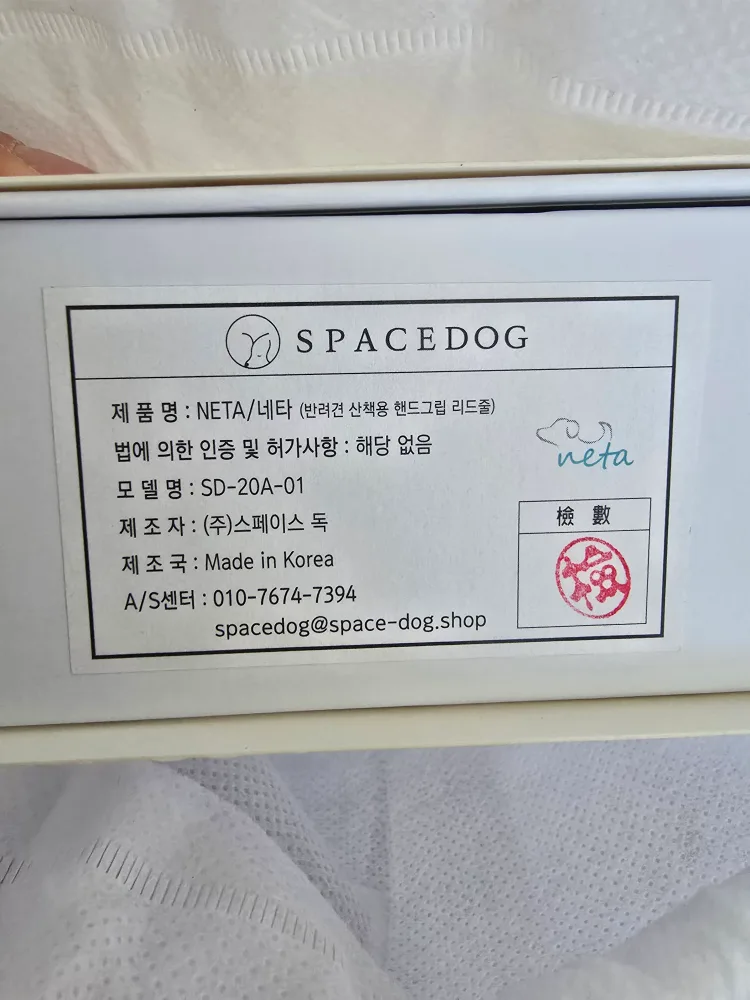 SPACEDOG
제 품 명 : NETA/네타 (반려견 산책용 핸드그립 리드줄)
법에 의한 인증 및 허가사항 : 해당 없음
모 델 명 : SD-20A-01
제 조 자 : (주)스페이스 독
제 조 국 : Made in Korea
A/S센터 : 010-7674-7394
spacedog@space-dog.shop
neta
檢 數